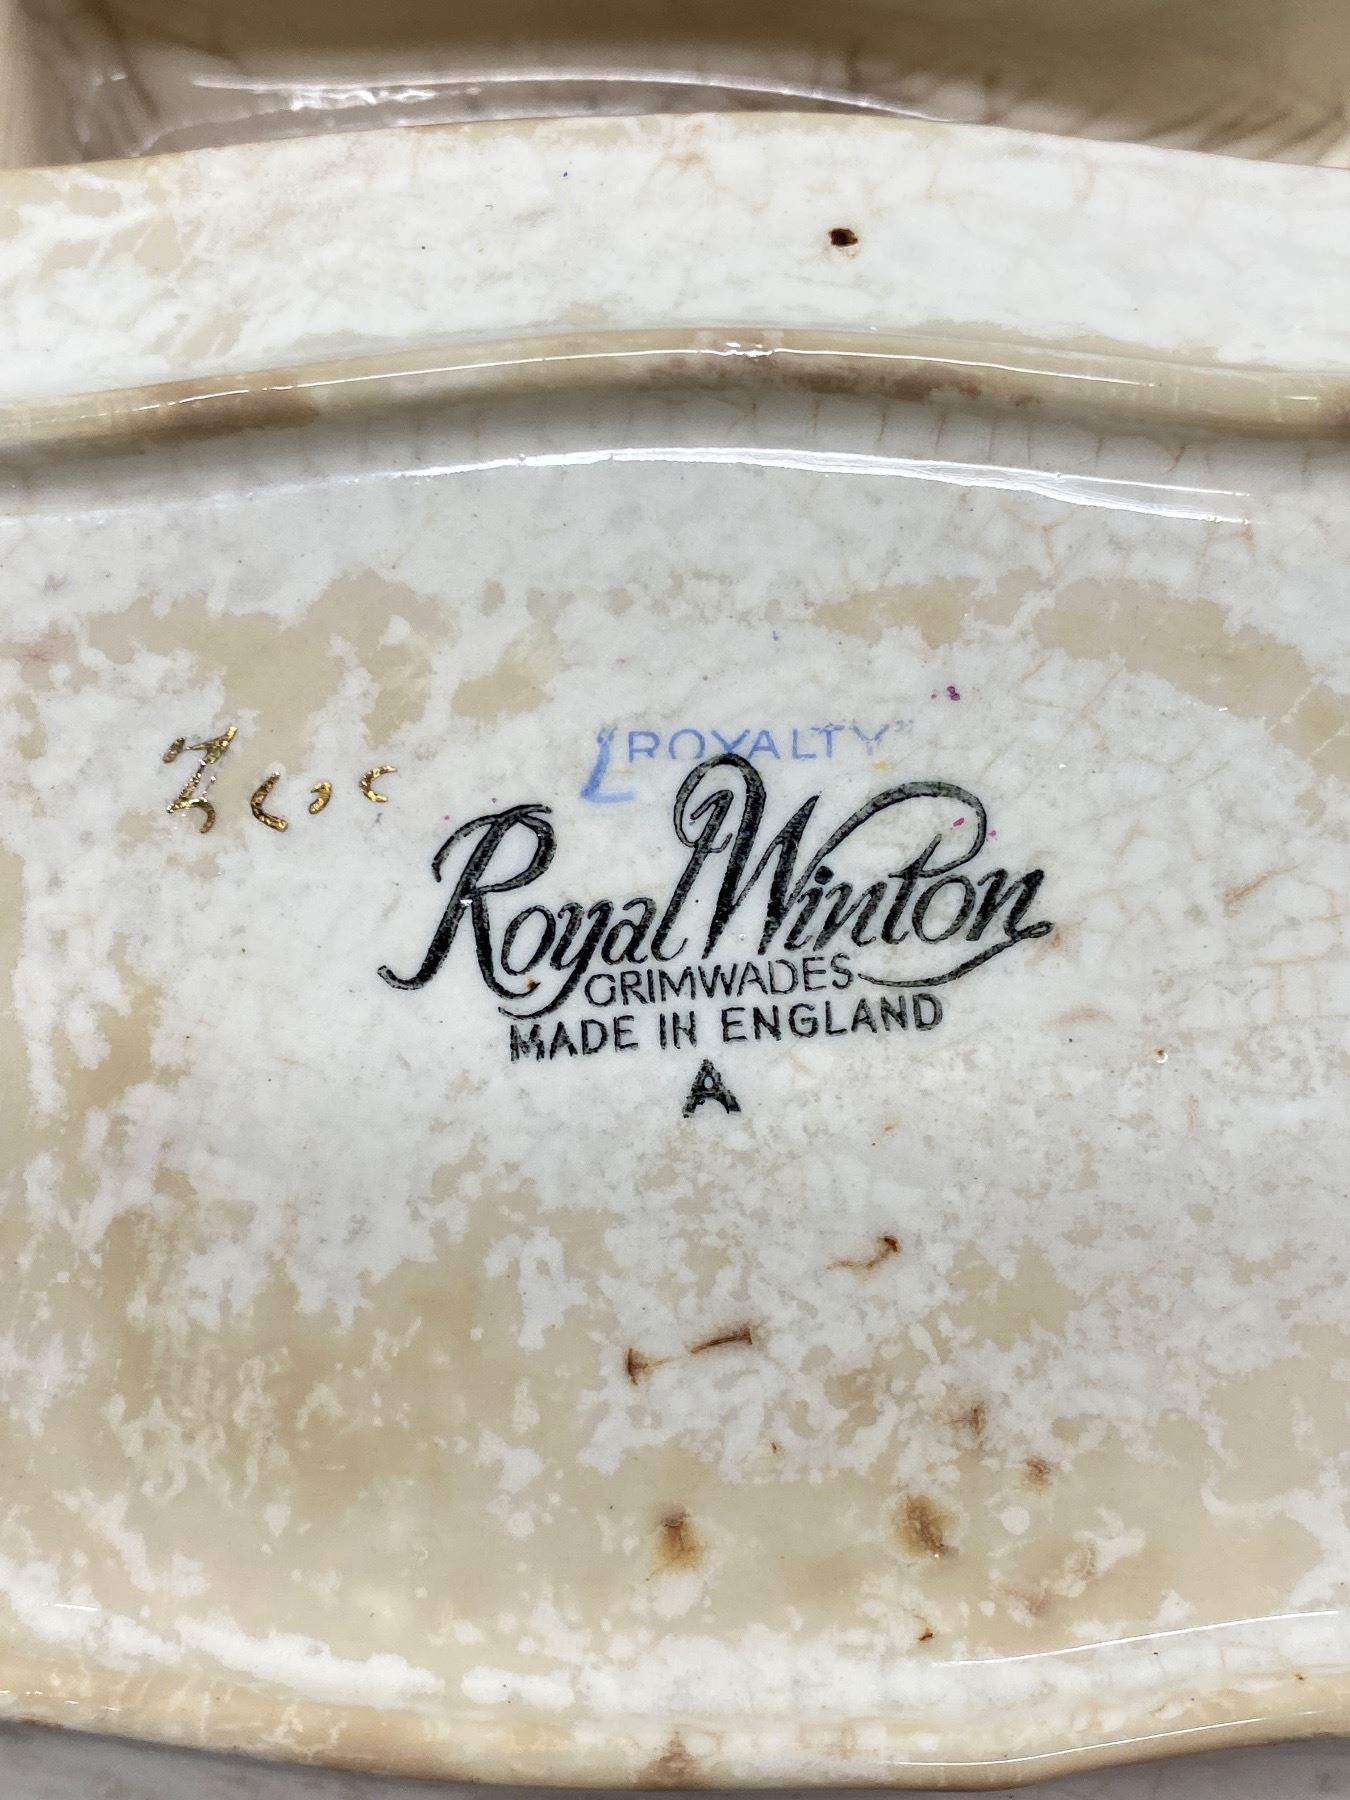 "ROYALTY"
Royal Winton
GRIMWADES
MADE IN ENGLAND
A